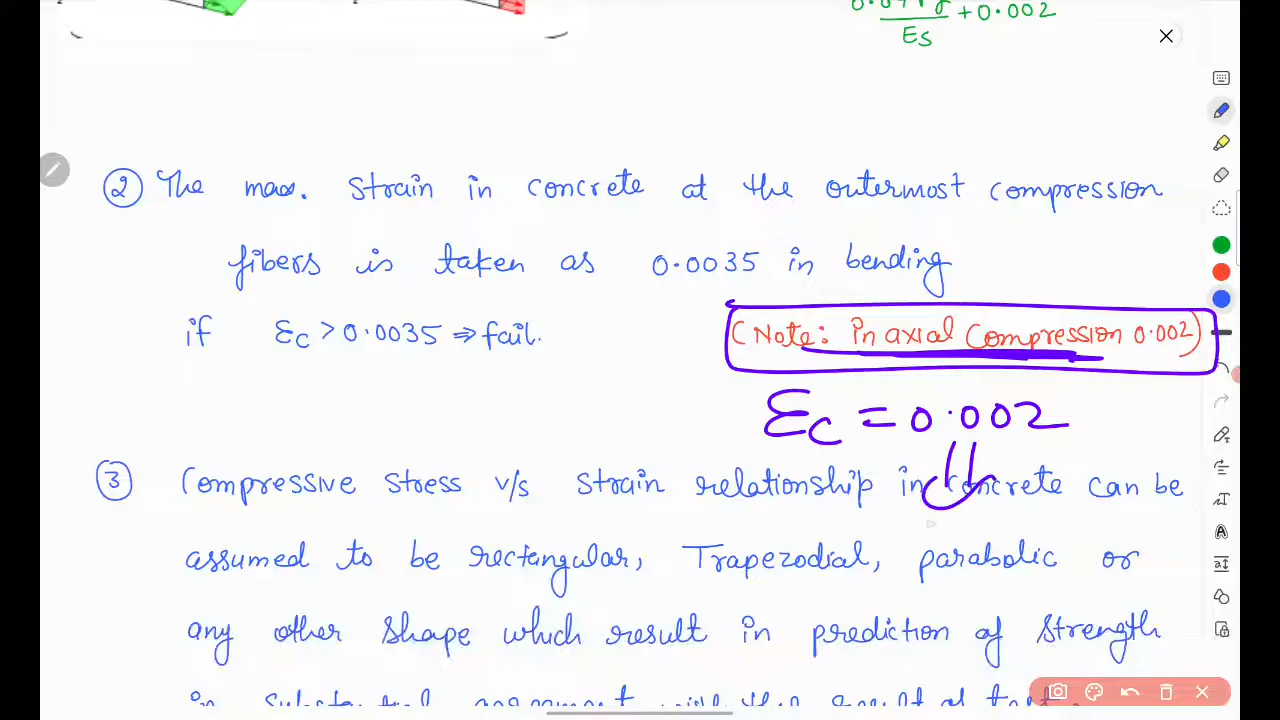 +0.002
Es
② The max. Strain in concrete at the outermost compression
fibers is taken as 0.0035 in bending
if Ɛc > 0.0035 ⇒ fail.
(Note: in axial Compression 0.002)
Ɛc = 0.002
③ Compressive stress v/s strain relationship in concrete can be
assumed to be rectangular, Trapezodial, parabolic or
any other shape which result in prediction of strength